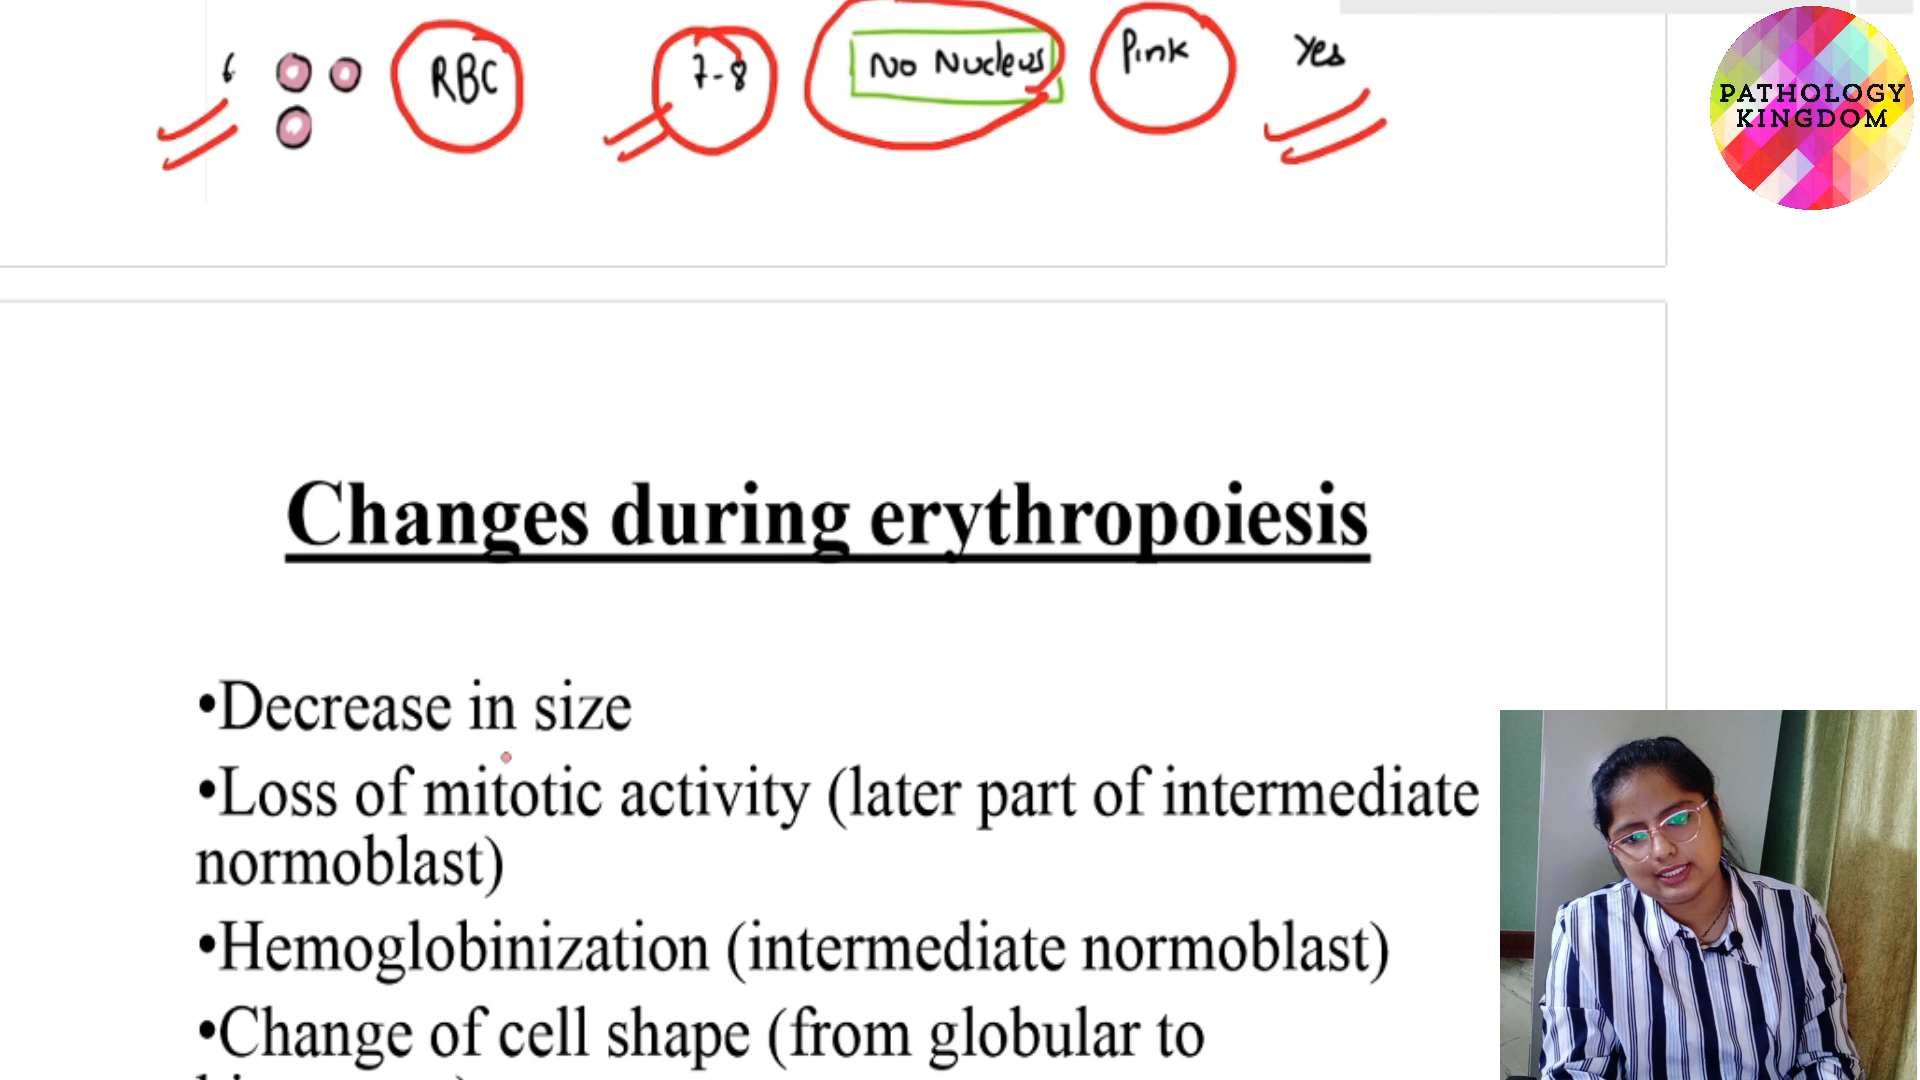 6 RBC 7-8 No Nucleus Pink Yes
PATHOLOGY
KINGDOM
Changes during erythropoiesis
•Decrease in size
•Loss of mitotic activity (later part of intermediate
normoblast)
•Hemoglobinization (intermediate normoblast)
•Change of cell shape (from globular to